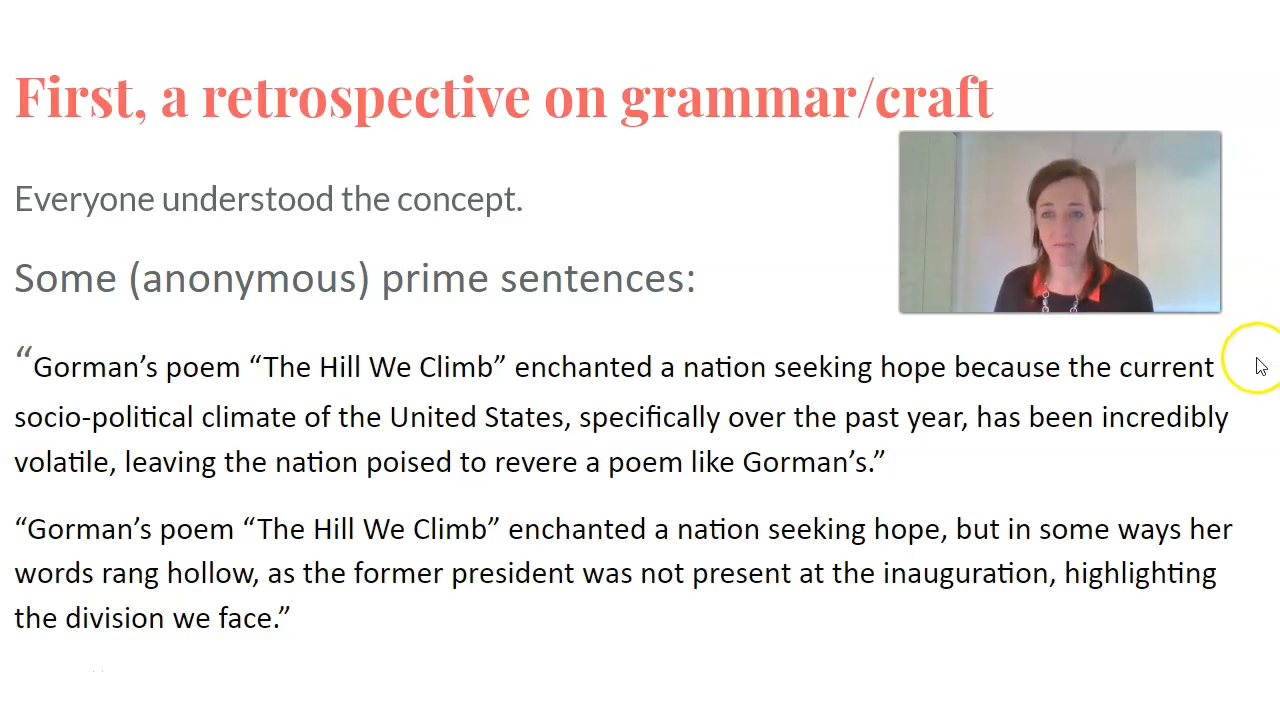 First, a retrospective on grammar/craft
Everyone understood the concept.
Some (anonymous) prime sentences:
“Gorman’s poem “The Hill We Climb” enchanted a nation seeking hope because the current
socio-political climate of the United States, specifically over the past year, has been incredibly
volatile, leaving the nation poised to revere a poem like Gorman’s.”
“Gorman’s poem “The Hill We Climb” enchanted a nation seeking hope, but in some ways her
words rang hollow, as the former president was not present at the inauguration, highlighting
the division we face.”